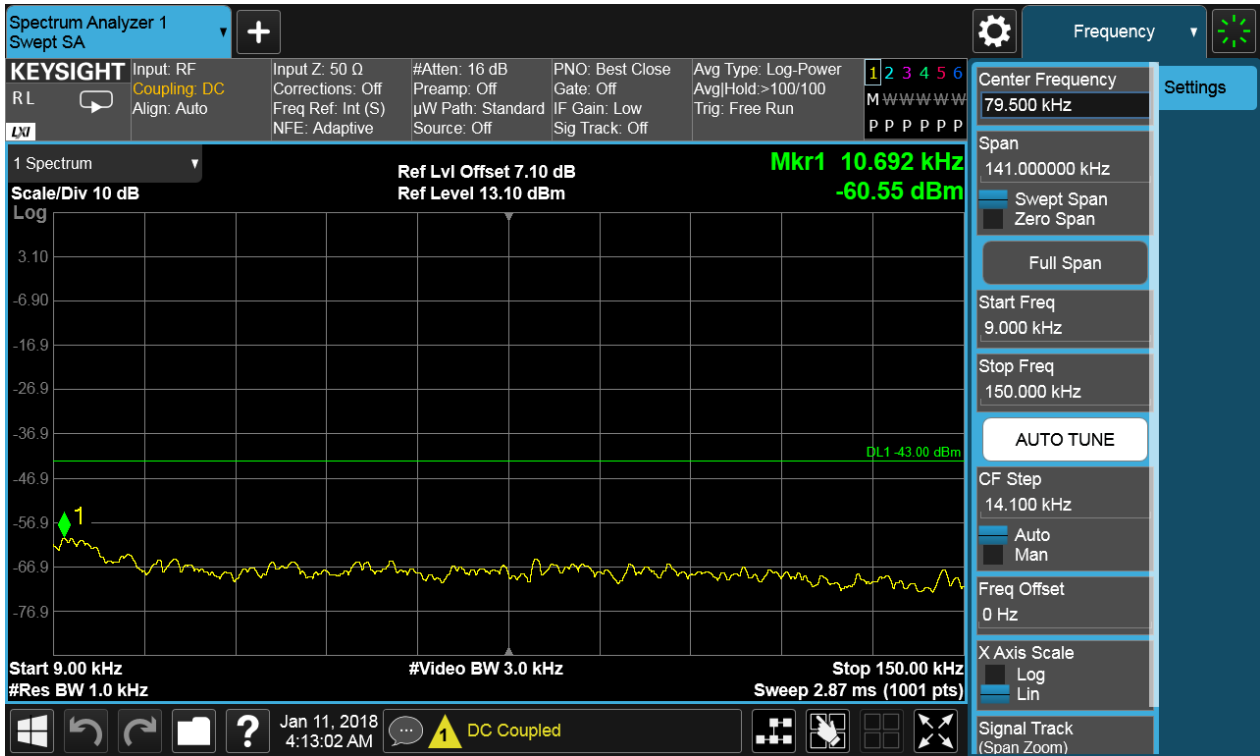 Spectrum Analyzer 1
Swept SA
+
Frequency
KEYSIGHT
RL
LXI
Input: RF
Coupling: DC
Align: Auto
Input Z: 50 Ω
Corrections: Off
Freq Ref: Int (S)
NFE: Adaptive
#Atten: 16 dB
Preamp: Off
µW Path: Standard
Source: Off
PNO: Best Close
Gate: Off
IF Gain: Low
Sig Track: Off
Avg Type: Log-Power
Avg|Hold:>100/100
Trig: Free Run
1 2 3 4 5 6
M W W W W W
P P P P P P
Center Frequency
79.500 kHz
Settings
Span
141.000000 kHz
Swept Span
Zero Span
Full Span
Start Freq
9.000 kHz
Stop Freq
150.000 kHz
AUTO TUNE
CF Step
14.100 kHz
Auto
Man
Freq Offset
0 Hz
X Axis Scale
Log
Lin
Signal Track
(Span Zoom)
1 Spectrum
Scale/Div 10 dB
Log
Ref Lvl Offset 7.10 dB
Ref Level 13.10 dBm
Mkr1 10.692 kHz
-60.55 dBm
3.10
-6.90
-16.9
-26.9
-36.9
DL1 -43.00 dBm
-46.9
-56.9
1
-66.9
-76.9
Start 9.00 kHz
#Video BW 3.0 kHz
Stop 150.00 kHz
#Res BW 1.0 kHz
Sweep 2.87 ms (1001 pts)
?
Jan 11, 2018
4:13:02 AM
1
DC Coupled